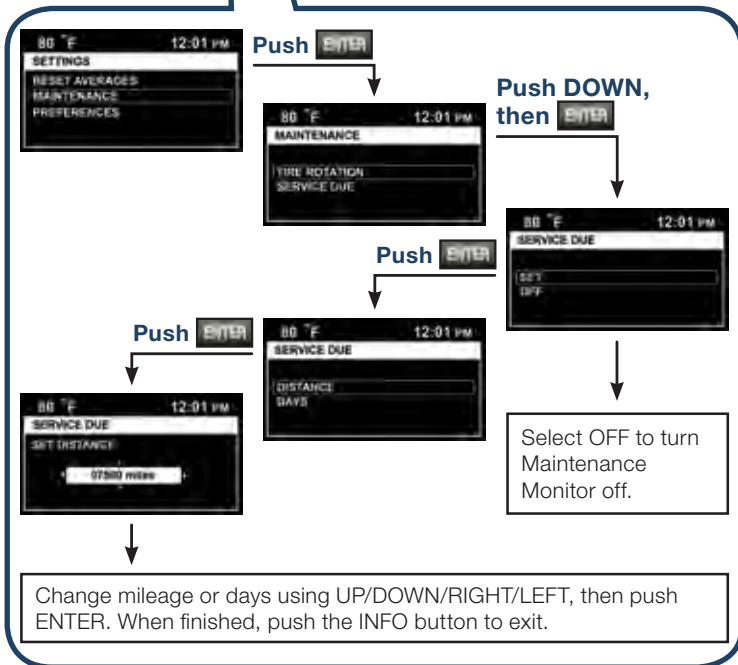 80 °F 12:01 PM
SETTINGS
RESET AVERAGES
MAINTENANCE
PREFERENCES
Push ENTER
80 °F 12:01 PM
MAINTENANCE
TIRE ROTATION
SERVICE DUE
Push DOWN,
then ENTER
80 °F 12:01 PM
SERVICE DUE
SET
OFF
Select OFF to turn
Maintenance
Monitor off.
Push ENTER
80 °F 12:01 PM
SERVICE DUE
DISTANCE
DAYS
Push ENTER
80 °F 12:01 PM
SERVICE DUE
SET DISTANCE
07500 miles
Change mileage or days using UP/DOWN/RIGHT/LEFT, then push
ENTER. When finished, push the INFO button to exit.